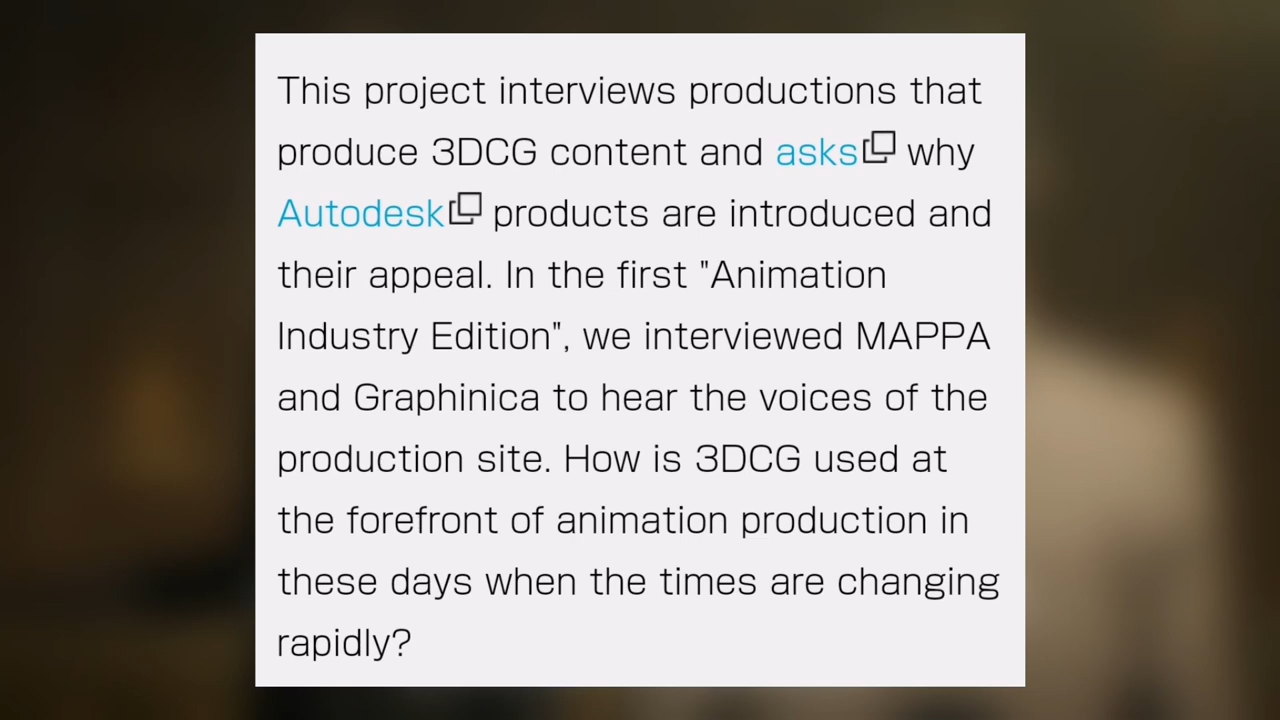 This project interviews productions that
produce 3DCG content and asks why
Autodesk products are introduced and
their appeal. In the first "Animation
Industry Edition", we interviewed MAPPA
and Graphinica to hear the voices of the
production site. How is 3DCG used at
the forefront of animation production in
these days when the times are changing
rapidly?